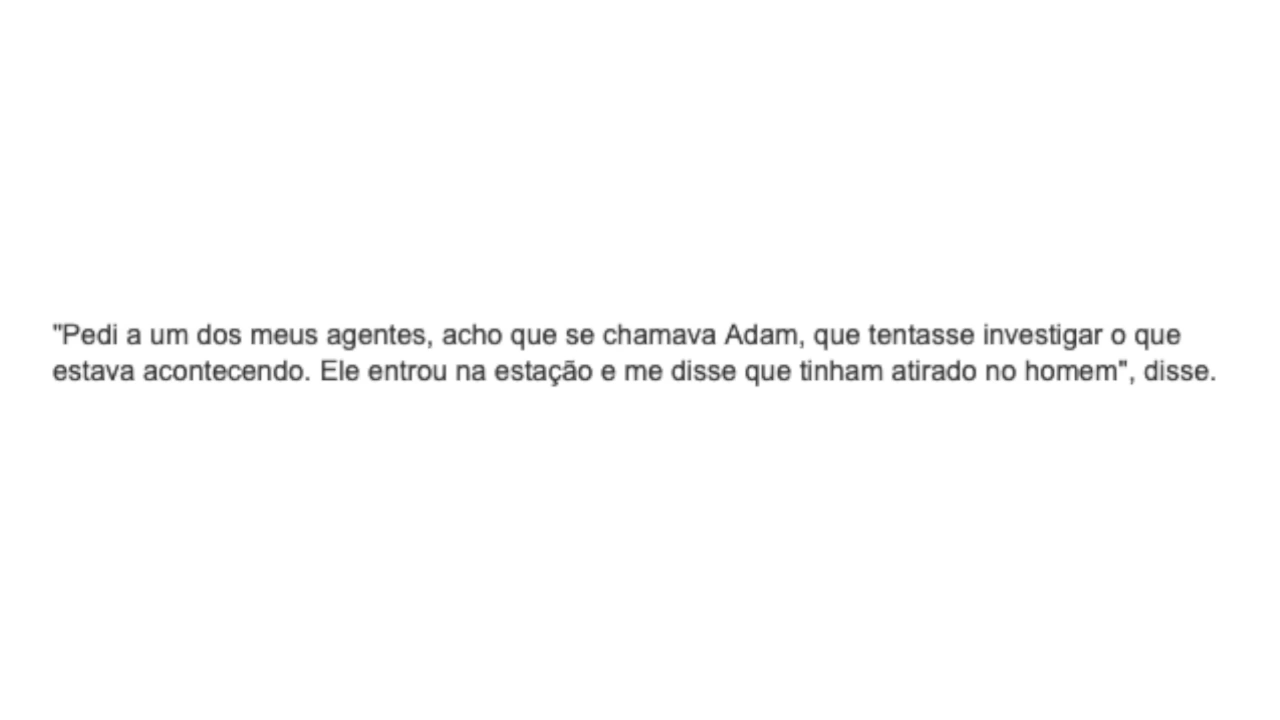 "Pedi a um dos meus agentes, acho que se chamava Adam, que tentasse investigar o que
estava acontecendo. Ele entrou na estação e me disse que tinham atirado no homem", disse.